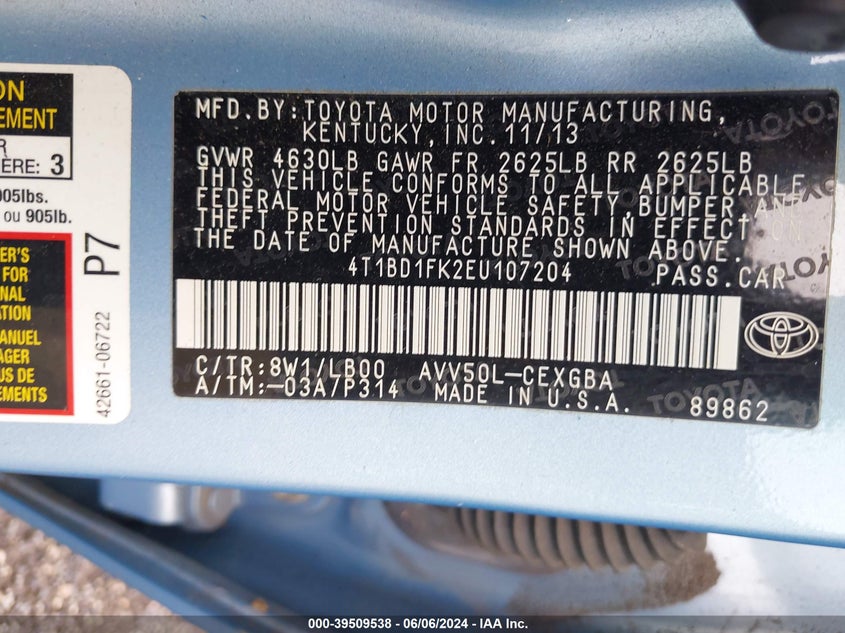 ON
EMENT
R
ERE: 3
905lbs.
ou 905lb.
ER'S
FOR
NAL
ATION
MANUEL
AGER
US DE
EMENTS
P7
42661-06722
MFD.BY:TOYOTA MOTOR MANUFACTURING,
KENTUCKY,INC.11/13
GVWR 4630LB GAWR FR 2625LB RR 2625LB
THIS VEHICLE CONFORMS TO ALL APPLICABLE
FEDERAL MOTOR VEHICLE SAFETY,BUMPER AND
THEFT PREVENTION STANDARDS IN EFFECT ON
THE DATE OF MANUFACTURE SHOWN ABOVE.
4T1BD1FK2EU107204 PASS.CAR
C/TR:8W1/LB00 AVV50L-CEXGBA
A/TM:-03A/P314 MADE IN U.S.A. 89862
000-39509538 - 06/06/2024 - IAA, Inc.